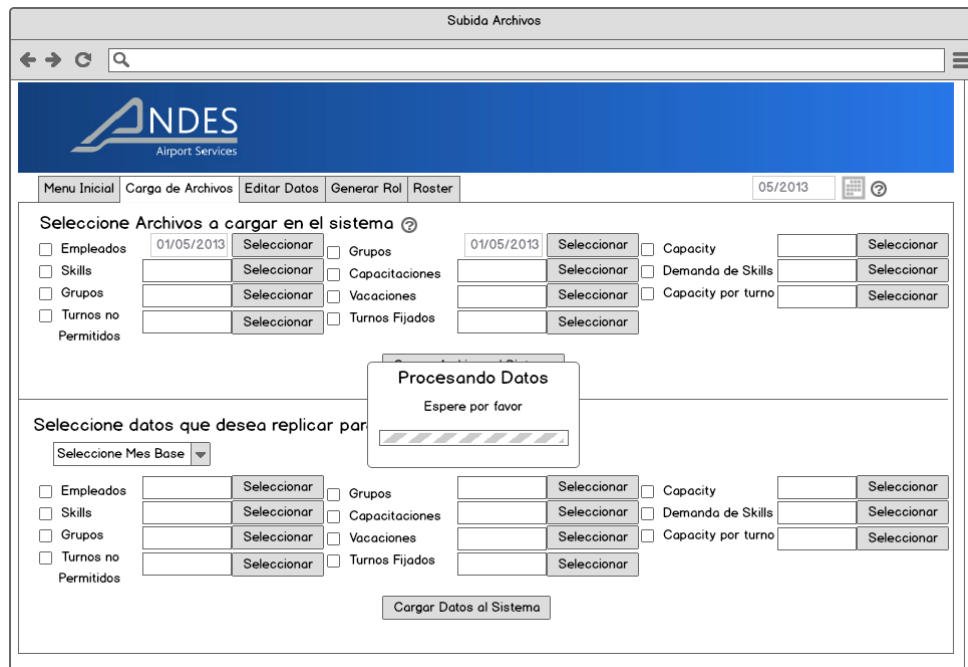 Subida Archivos
ANDES
Airport Services
Menu Inicial Carga de Archivos Editar Datos Generar Rol Roster 05/2013
Seleccione Archivos a cargar en el sistema ?
Empleados 01/05/2013 Seleccionar Grupos 01/05/2013 Seleccionar Capacity Seleccionar
Skills Seleccionar Capacitaciones Seleccionar Demanda de Skills Seleccionar
Grupos Seleccionar Vacaciones Seleccionar Capacity por turno Seleccionar
Turnos no Permitidos Seleccionar Turnos Fijados Seleccionar
Procesando Datos
Espere por favor
Seleccione datos que desea replicar para
Seleccione Mes Base
Empleados Seleccionar Grupos Seleccionar Capacity Seleccionar
Skills Seleccionar Capacitaciones Seleccionar Demanda de Skills Seleccionar
Grupos Seleccionar Vacaciones Seleccionar Capacity por turno Seleccionar
Turnos no Permitidos Seleccionar Turnos Fijados Seleccionar
Cargar Datos al Sistema